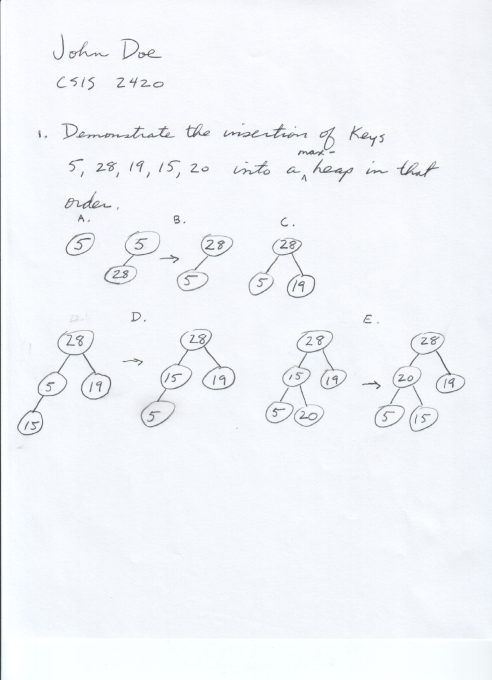 John Doe
CSIS 2420
1. Demonstrate the insertion of Keys
5, 28, 19, 15, 20 into a max-heap in that
order.
A. B. C.
5 5 28 28
28 5 5 19
D. E.
28 28 28 28
5 19 15 19 15 19 20 19
15 5 5 20 5 15